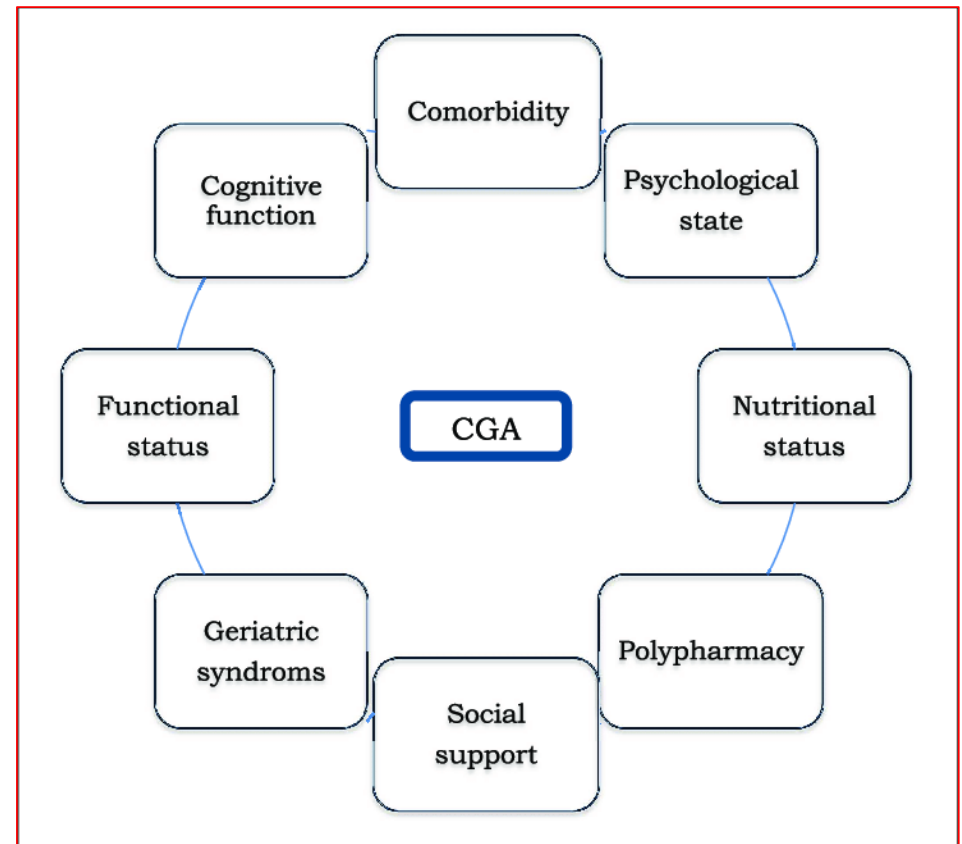 Comorbidity
Cognitive
function
Psychological
state
Functional
status
CGA
Nutritional
status
Geriatric
syndroms
Polypharmacy
Social
support